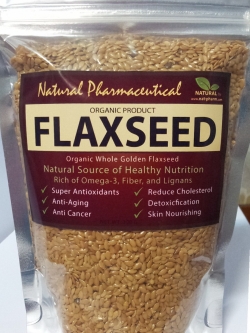 Natural Pharmaceutical
NATURAL
ORGANIC PRODUCT
FLAXSEED
Organic Whole Golden Flaxseed
Natural Source of Healthy Nutrition
Rich of Omega-3, Fiber, and Lignans
✓ Super Antioxidants ✓ Reduce Cholesterol
✓ Anti-Aging ✓ Detoxification
✓ Anti Cancer ✓ Skin Nourishing